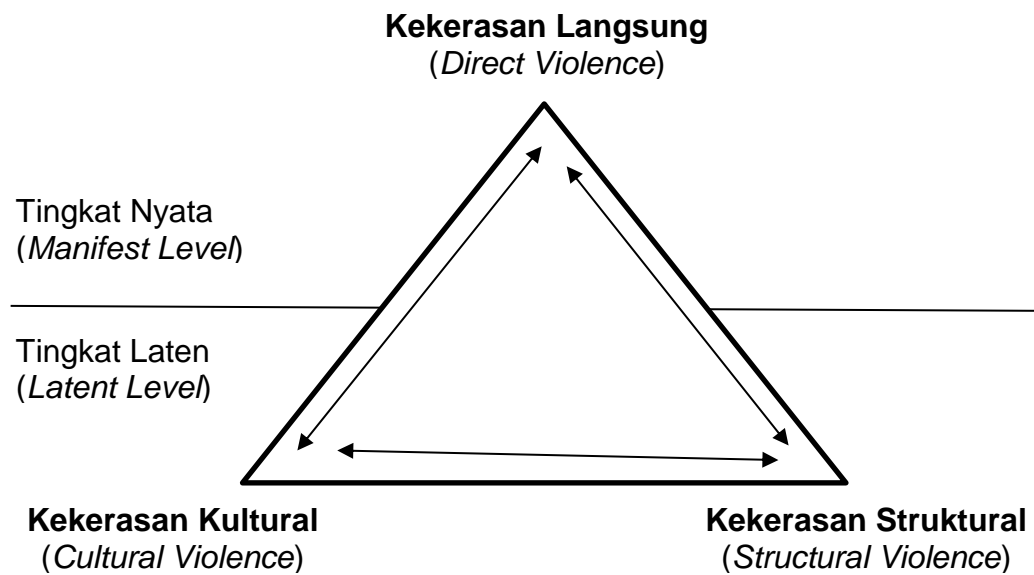 Kekerasan Langsung
(Direct Violence)
Tingkat Nyata
(Manifest Level)
Tingkat Laten
(Latent Level)
Kekerasan Kultural
(Cultural Violence)
Kekerasan Struktural
(Structural Violence)